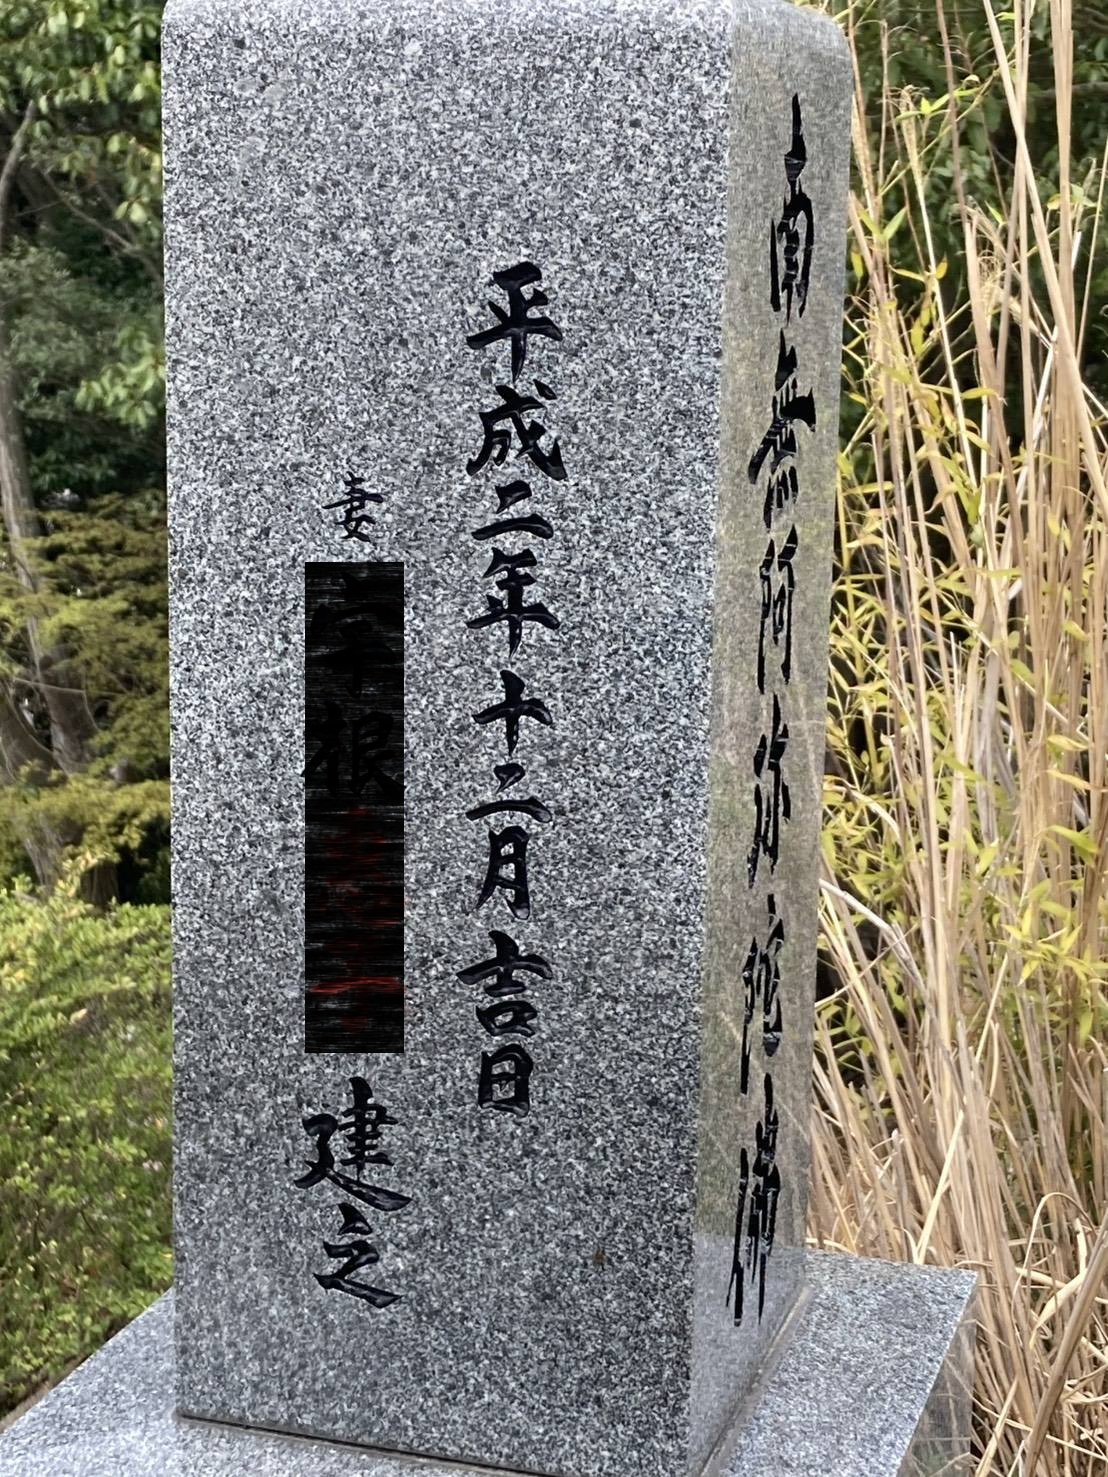 南無阿弥陀佛
平成二年十二月吉日
妻
建之